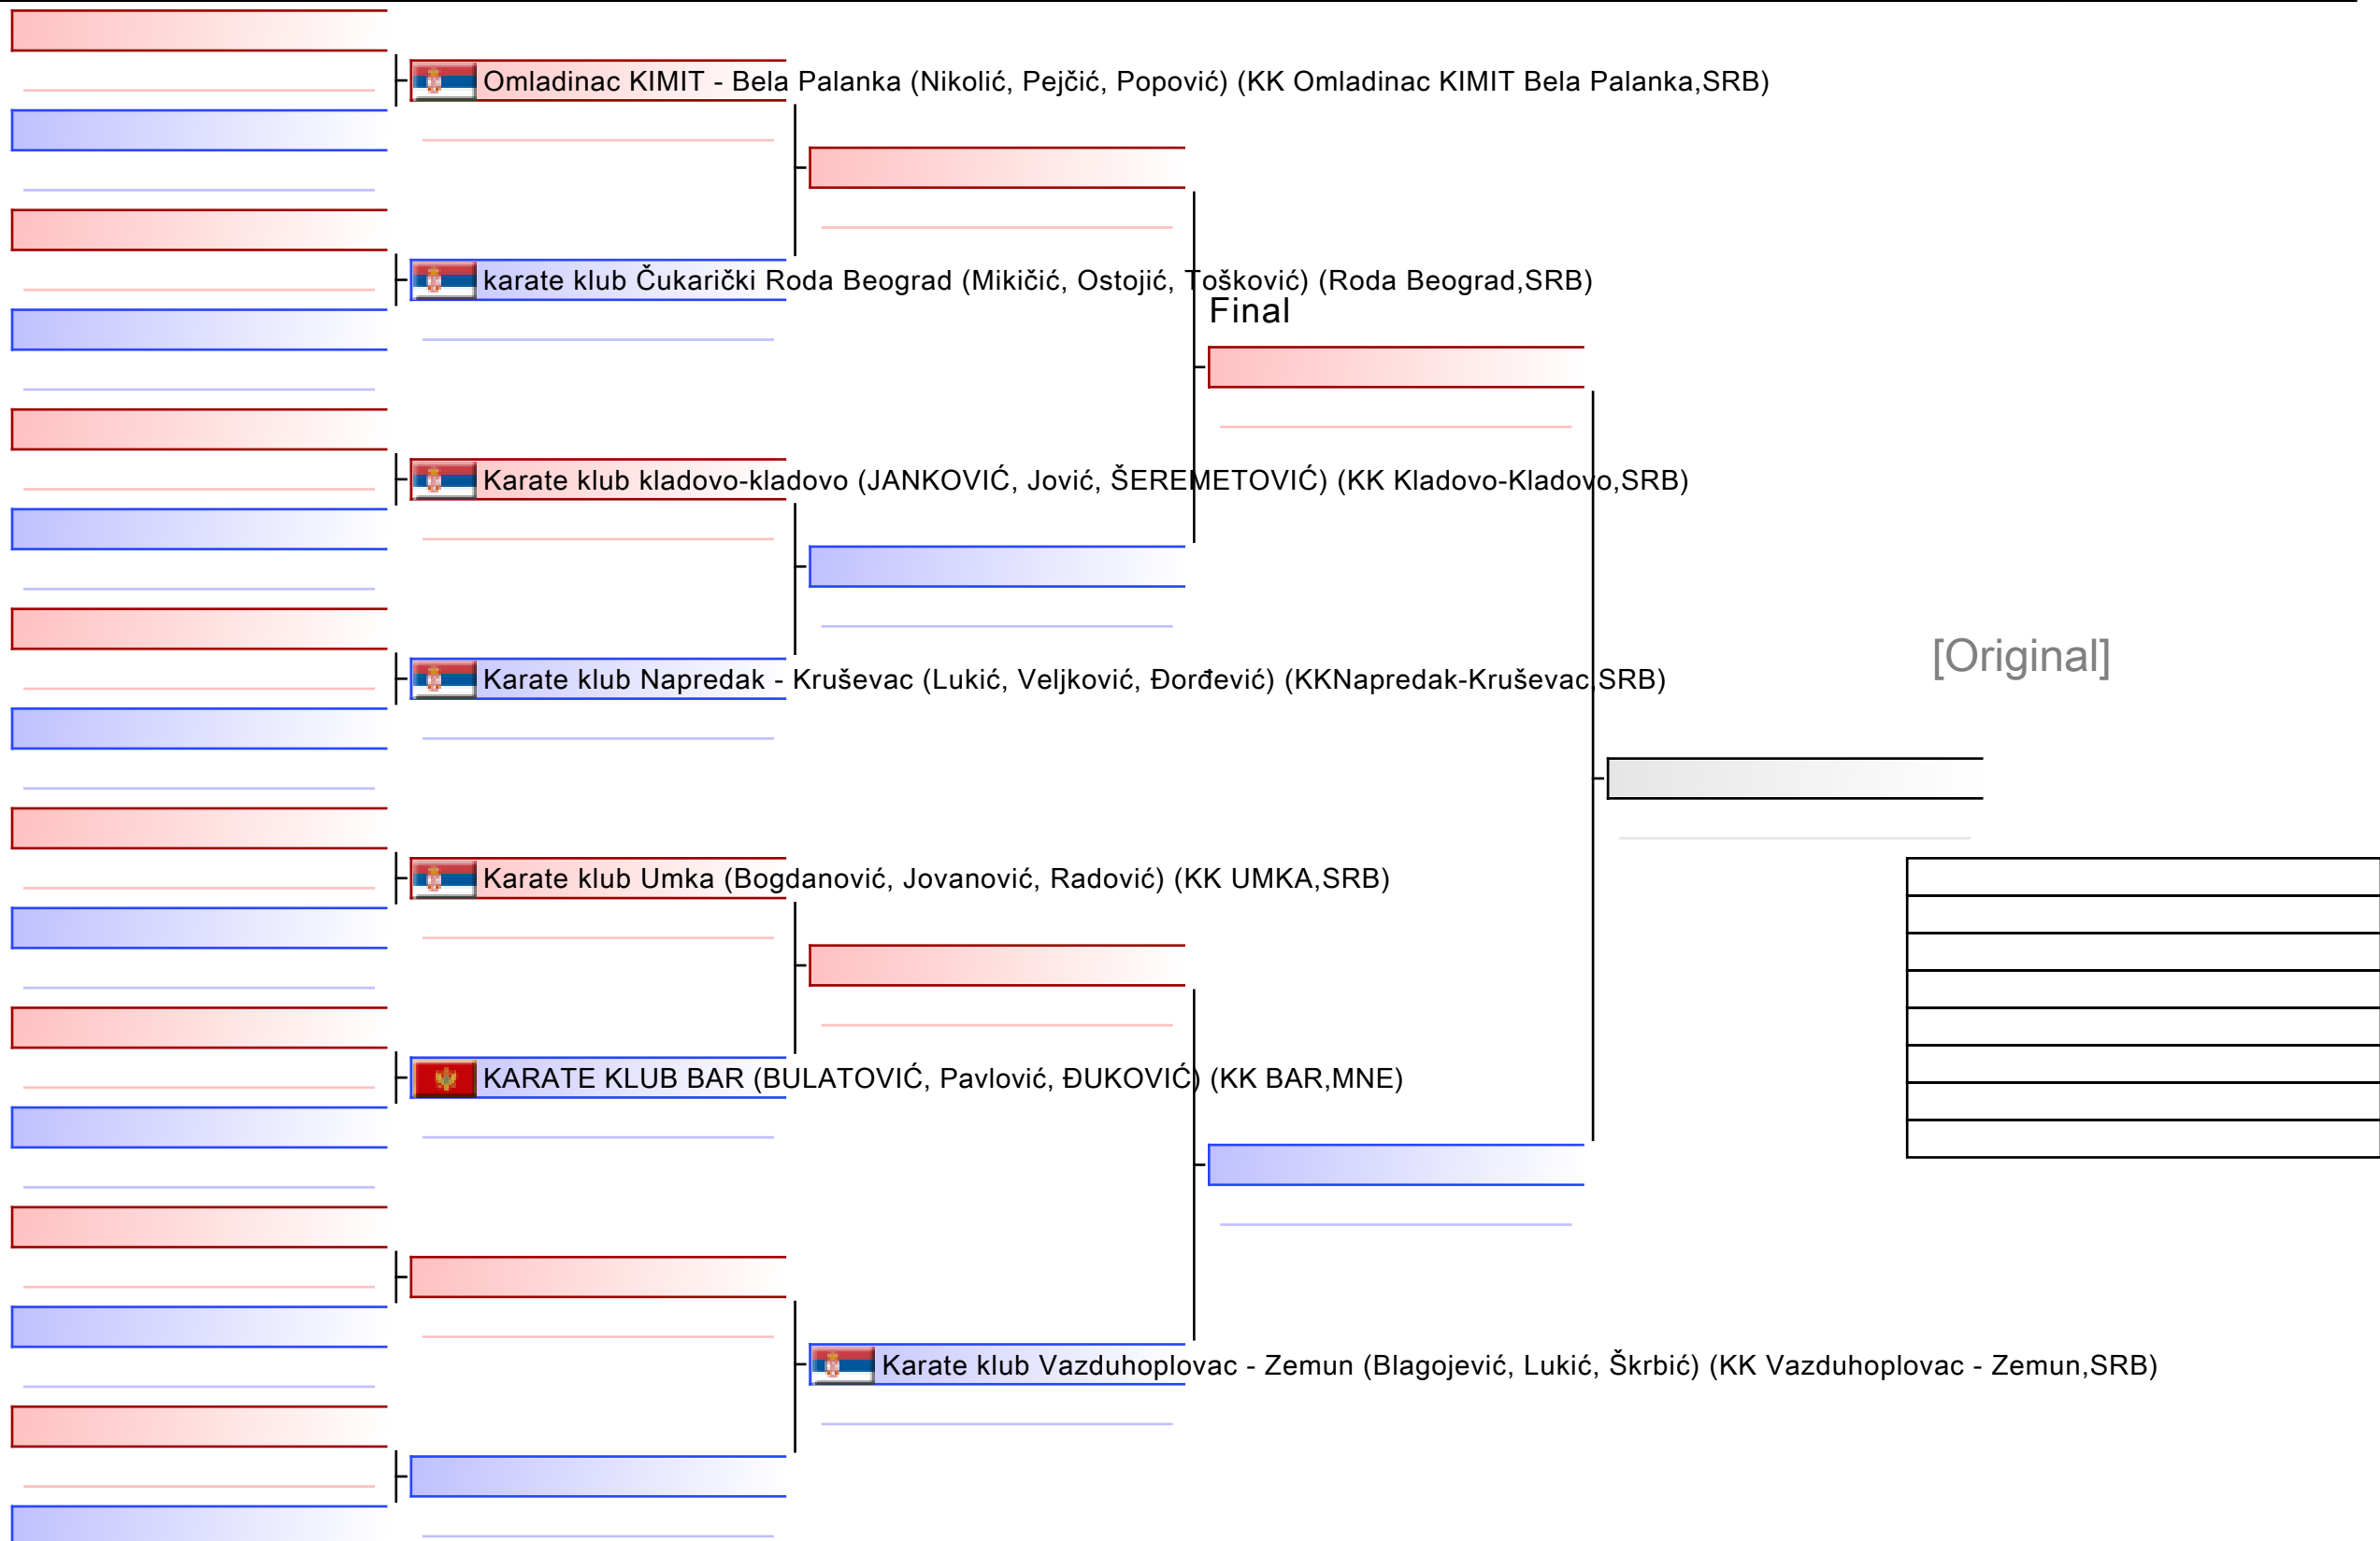 Omladinac KIMIT - Bela Palanka (Nikolić, Pejčić, Popović) (KK Omladinac KIMIT Bela Palanka,SRB)
karate klub Čukarički Roda Beograd (Mikičić, Ostojić, Tošković) (Roda Beograd,SRB)
Final
Karate klub kladovo-kladovo (JANKOVIĆ, Jović, ŠEREMETOVIĆ) (KK Kladovo-Kladovo,SRB)
[Original]
Karate klub Napredak - Kruševac (Lukić, Veljković, Đorđević) (KKNapredak-Kruševac,SRB)
Karate klub Umka (Bogdanović, Jovanović, Radović) (KK UMKA,SRB)
KARATE KLUB BAR (BULATOVIĆ, Pavlović, ĐUKOVIĆ) (KK BAR,MNE)
Karate klub Vazduhoplovac - Zemun (Blagojević, Lukić, Škrbić) (KK Vazduhoplovac - Zemun,SRB)